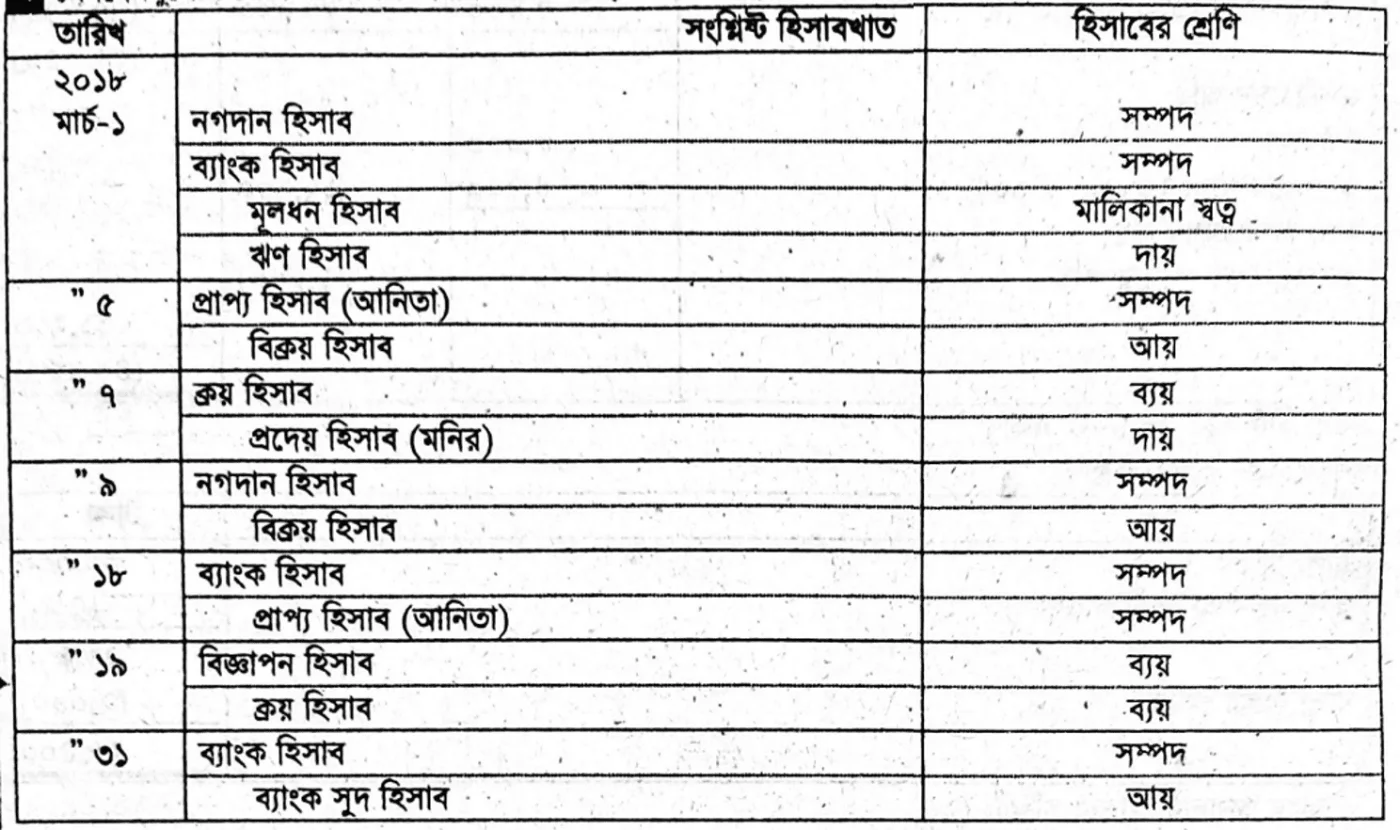 তারিখ সংশ্লিষ্ট হিসাবখাত হিসাবের শ্রেণি
২০১৮
মার্চ-১ নগদান হিসাব সম্পদ
ব্যাংক হিসাব সম্পদ
মূলধন হিসাব মালিকানা স্বত্ব
ঋণ হিসাব দায়
" ৫ প্রাপ্য হিসাব (আনিতা) সম্পদ
বিক্রয় হিসাব আয়
" ৭ ক্রয় হিসাব ব্যয়
প্রদেয় হিসাব (মনির) দায়
" ৯ নগদান হিসাব সম্পদ
বিক্রয় হিসাব আয়
" ১৮ ব্যাংক হিসাব সম্পদ
প্রাপ্য হিসাব (আনিতা) সম্পদ
" ১৯ বিজ্ঞাপন হিসাব ব্যয়
ক্রয় হিসাব ব্যয়
" ৩১ ব্যাংক হিসাব সম্পদ
ব্যাংক সুদ হিসাব আয়